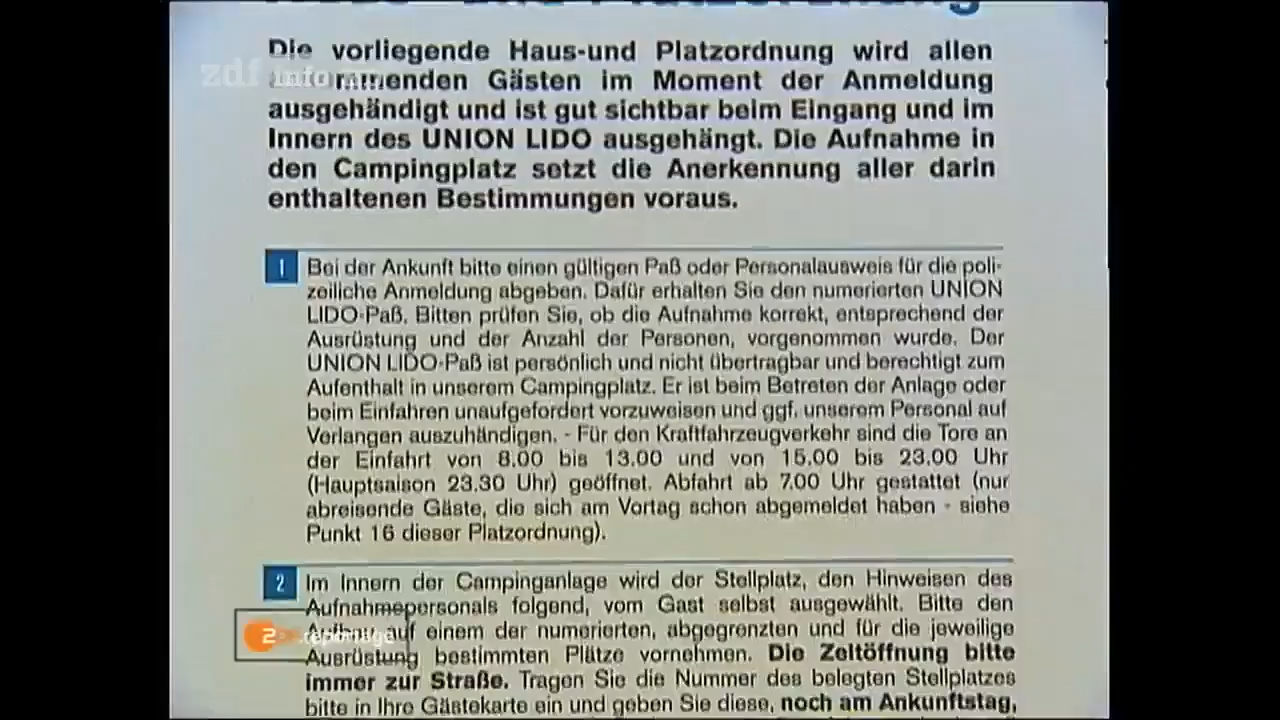 Die vorliegende Haus-und Platzordnung wird allen
ankommenden Gästen im Moment der Anmeldung
ausgehändigt und ist gut sichtbar beim Eingang und im
Innern des UNION LIDO ausgehängt. Die Aufnahme in
den Campingplatz setzt die Anerkennung aller darin
enthaltenen Bestimmungen voraus.
zdf info
1 Bei der Ankunft bitte einen gültigen Paß oder Personalausweis für die poli-
zeiliche Anmeldung abgeben. Dafür erhalten Sie den numerierten UNION
LIDO-Paß. Bitten prüfen Sie, ob die Aufnahme korrekt, entsprechend der
Ausrüstung und der Anzahl der Personen, vorgenommen wurde. Der
UNION LIDO-Paß ist persönlich und nicht übertragbar und berechtigt zum
Aufenthalt in unserem Campingplatz. Er ist beim Betreten der Anlage oder
beim Einfahren unaufgefordert vorzuweisen und ggf. unserem Personal auf
Verlangen auszuhändigen. - Für den Kraftfahrzeugverkehr sind die Tore an
der Einfahrt von 8.00 bis 13.00 und von 15.00 bis 23.00 Uhr
(Hauptsaison 23.30 Uhr) geöffnet. Abfahrt ab 7.00 Uhr gestattet (nur
abreisende Gäste, die sich am Vortag schon abgemeldet haben - siehe
Punkt 16 dieser Platzordnung).
2 Im Innern der Campinganlage wird der Stellplatz, den Hinweisen des
Aufnahmepersonals folgend, vom Gast selbst ausgewählt. Bitte den
Aufbau auf einem der numerierten, abgegrenzten und für die jeweilige
Ausrüstung bestimmten Plätze vornehmen. Die Zeltöffnung bitte
immer zur Straße. Tragen Sie die Nummer des belegten Stellplatzes
bitte in Ihre Gästekarte ein und geben Sie diese, noch am Ankunftstag,
2 .reportage